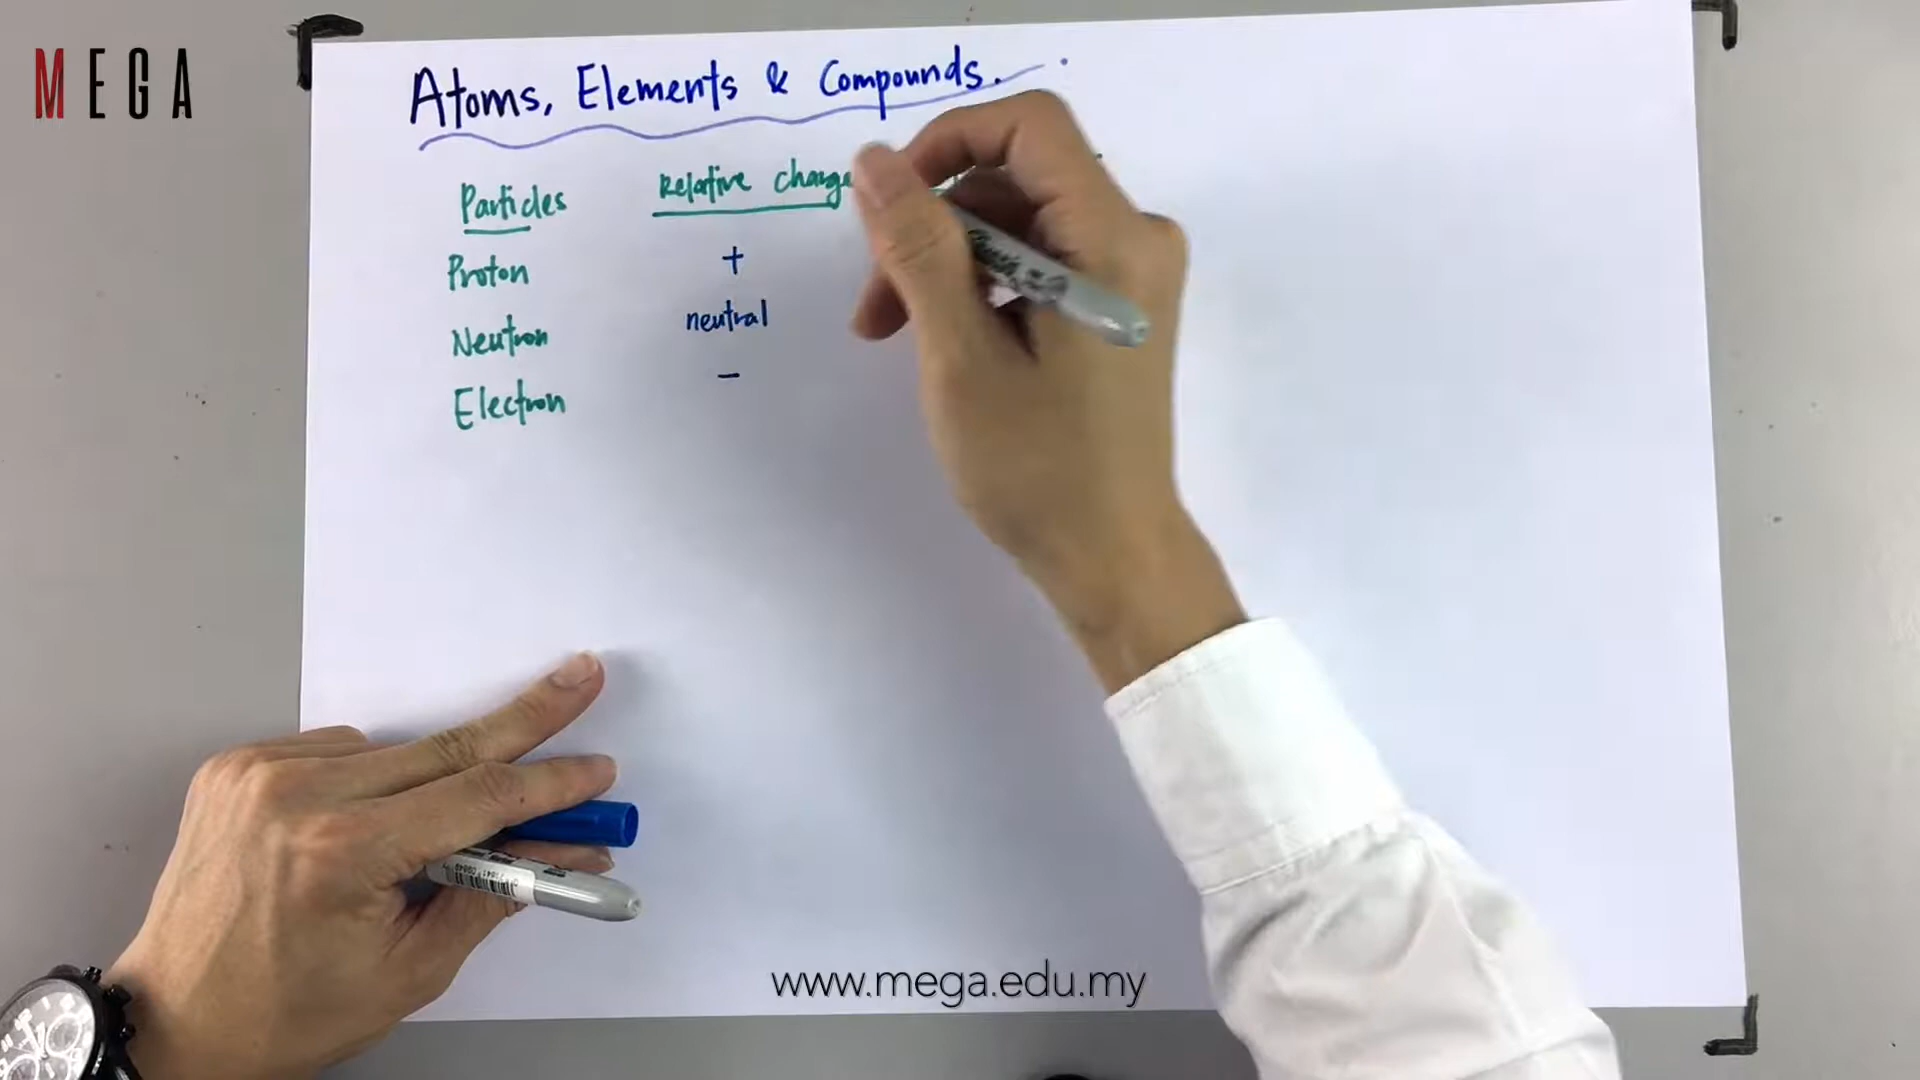 MEGA
Atoms, Elements & Compounds.
Particles Relative charge
Proton +
Neutron neutral
Electron -
www.mega.edu.my